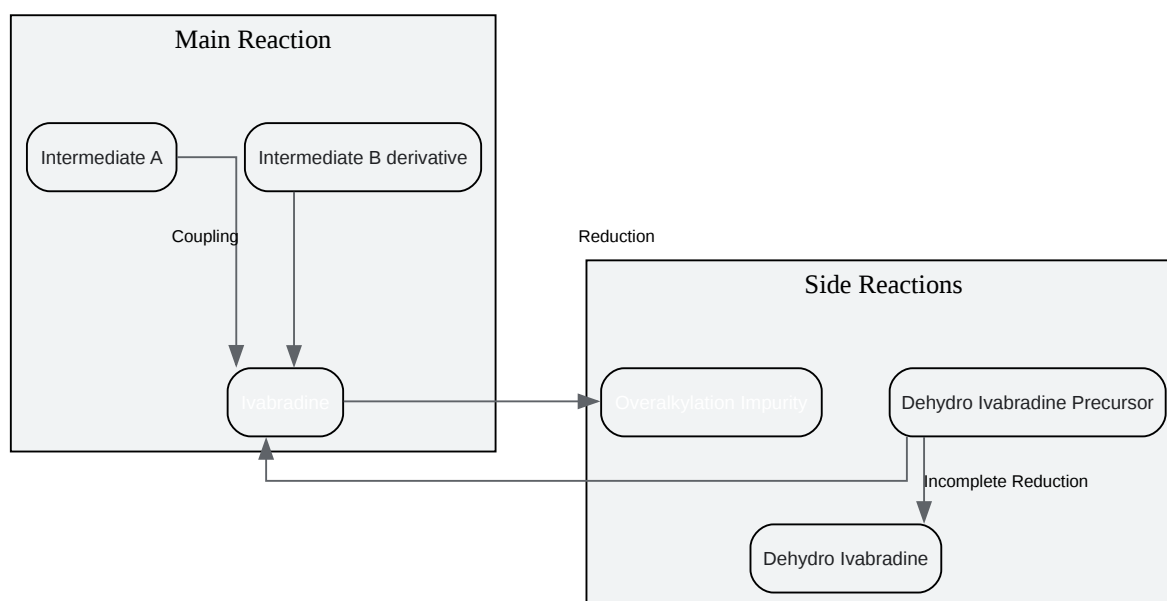 Main Reaction
Intermediate A
Intermediate B derivative
Coupling
Reduction
Side Reactions
Ivabradine
Overalkylation Impurity
Dehydro Ivabradine Precursor
Incomplete Reduction
Dehydro Ivabradine